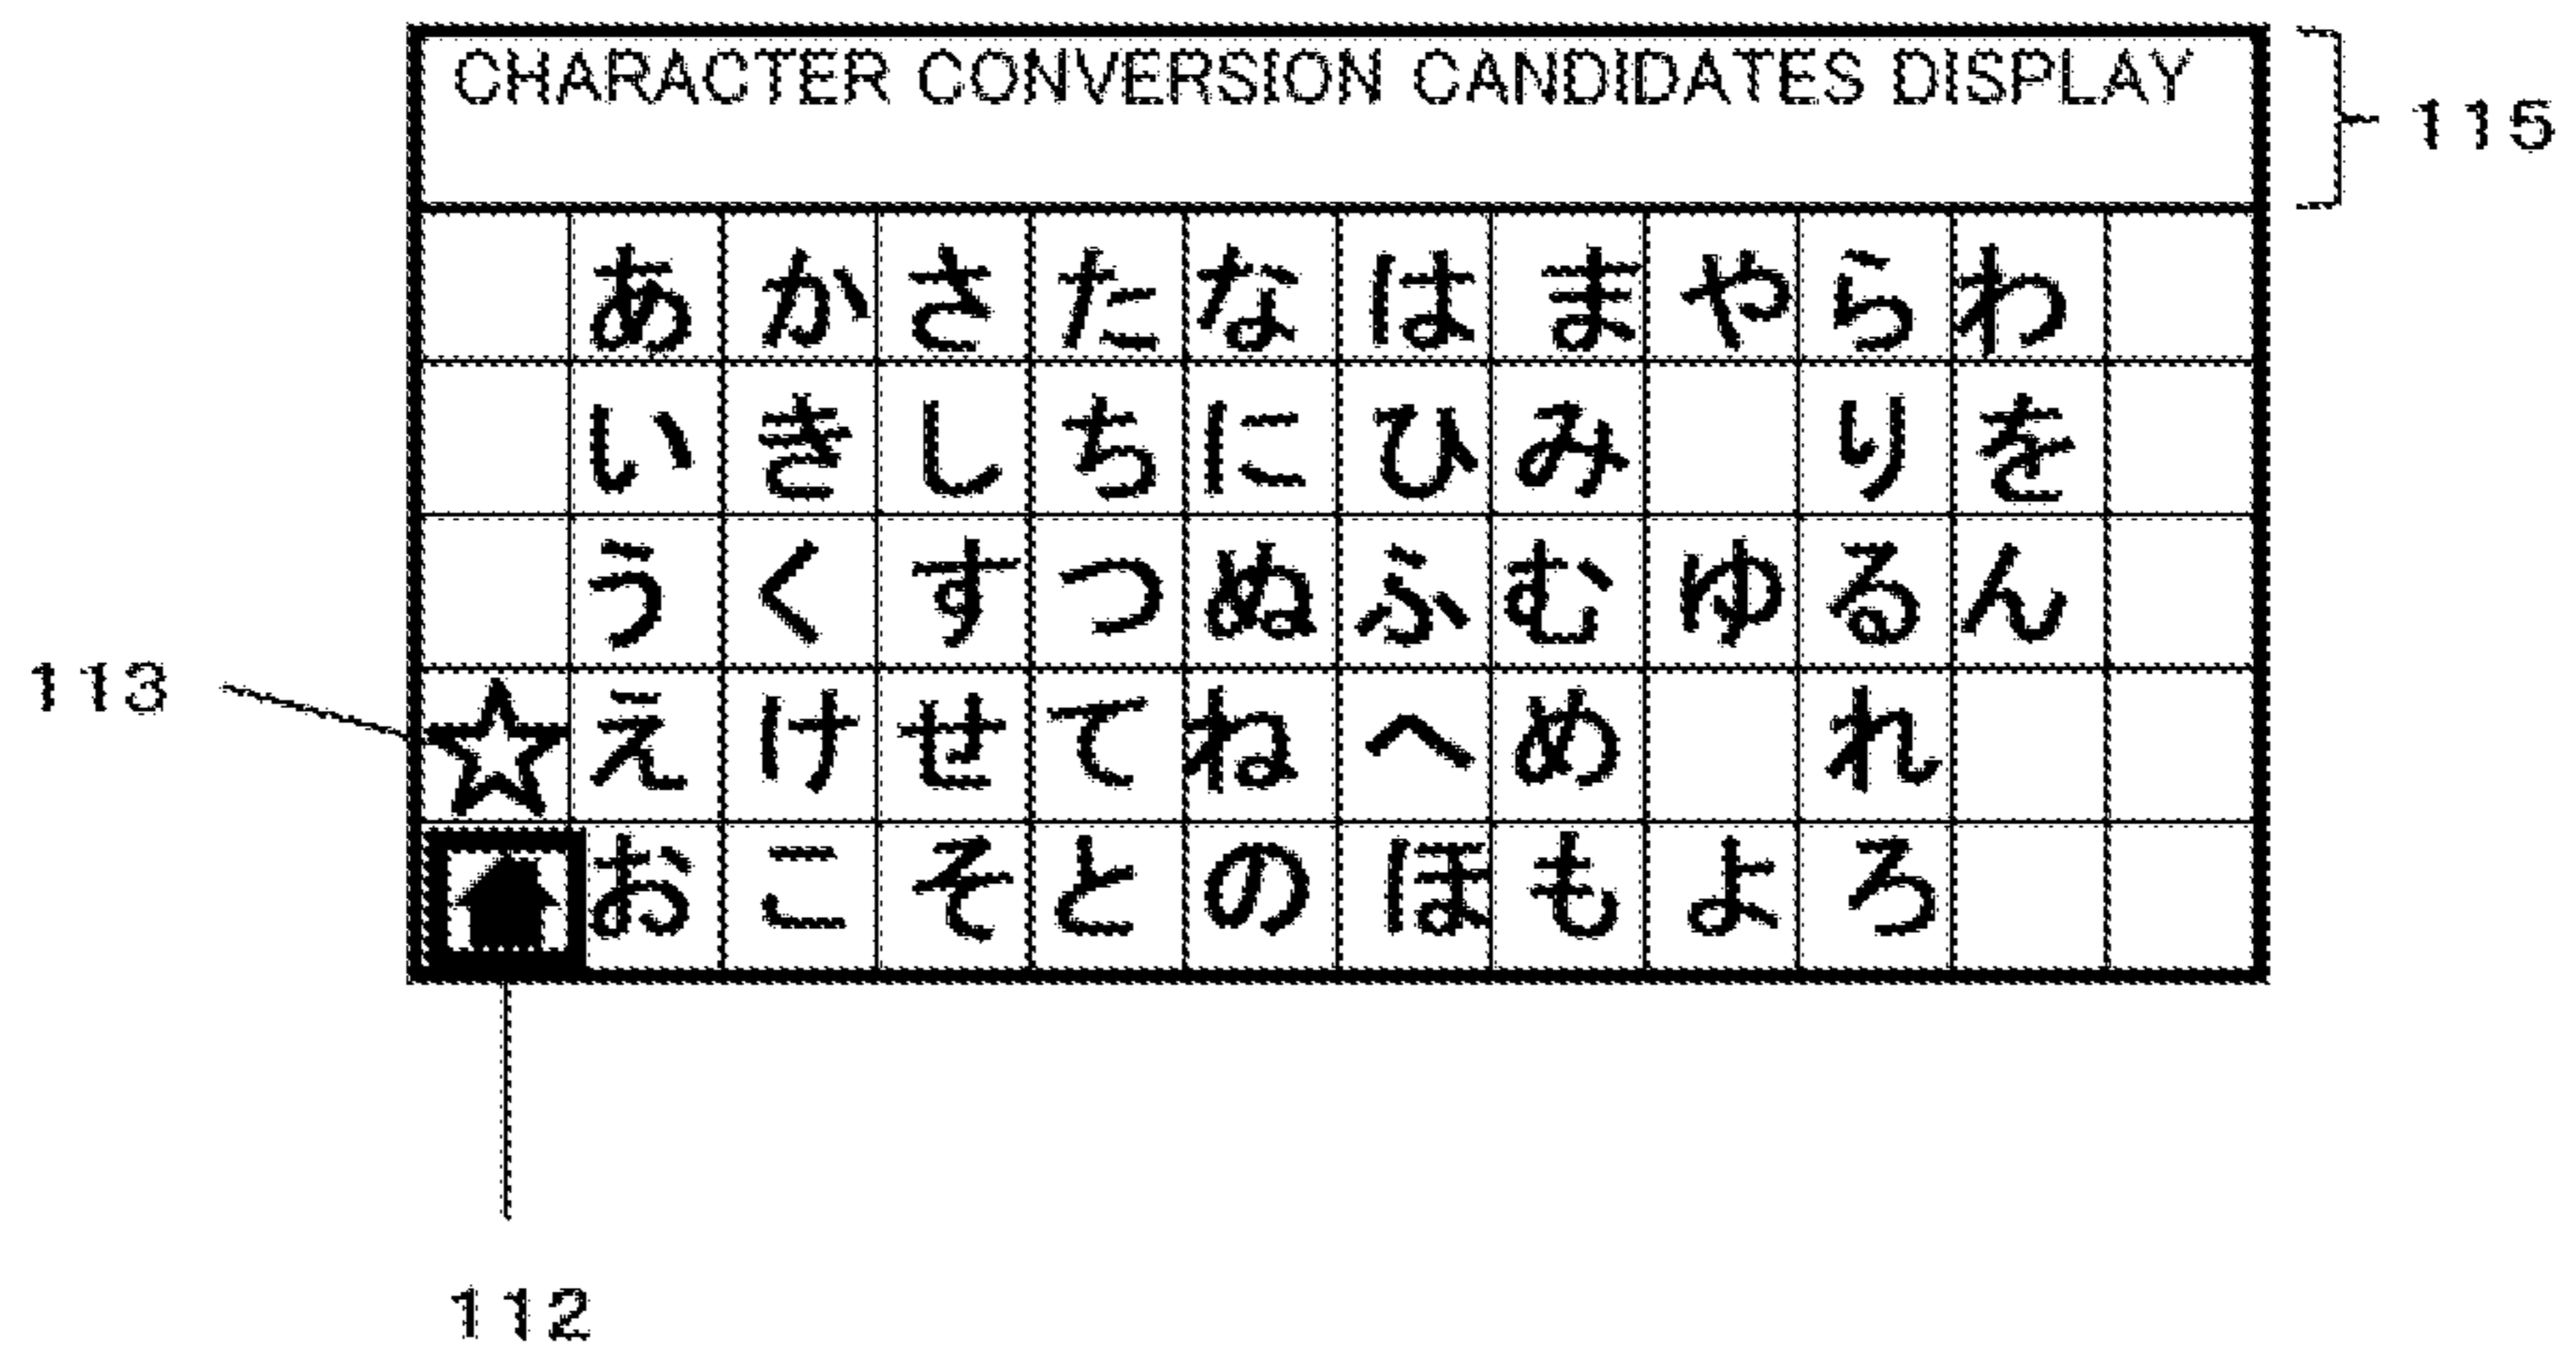 CHARACTER CONVERSION CANDIDATES DISPLAY
115
あ か さ た な は ま や ら わ
い き し ち に ひ み り を
う く す つ ぬ ふ む ゆ る ん
113
☆ え け せ て ね へ め れ
お こ そ と の ほ も よ ろ
112